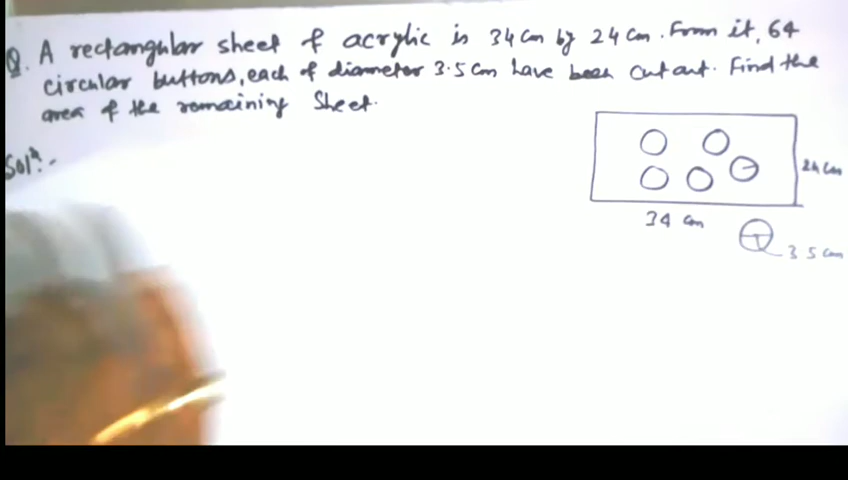 Q. A rectangular sheet of acrylic is 34 cm by 24 cm. From it, 64
circular buttons, each of diameter 3.5 cm have been cut out. Find the
area of the remaining Sheet.
Solⁿ:-
24 cm
34 cm
3.5 cm